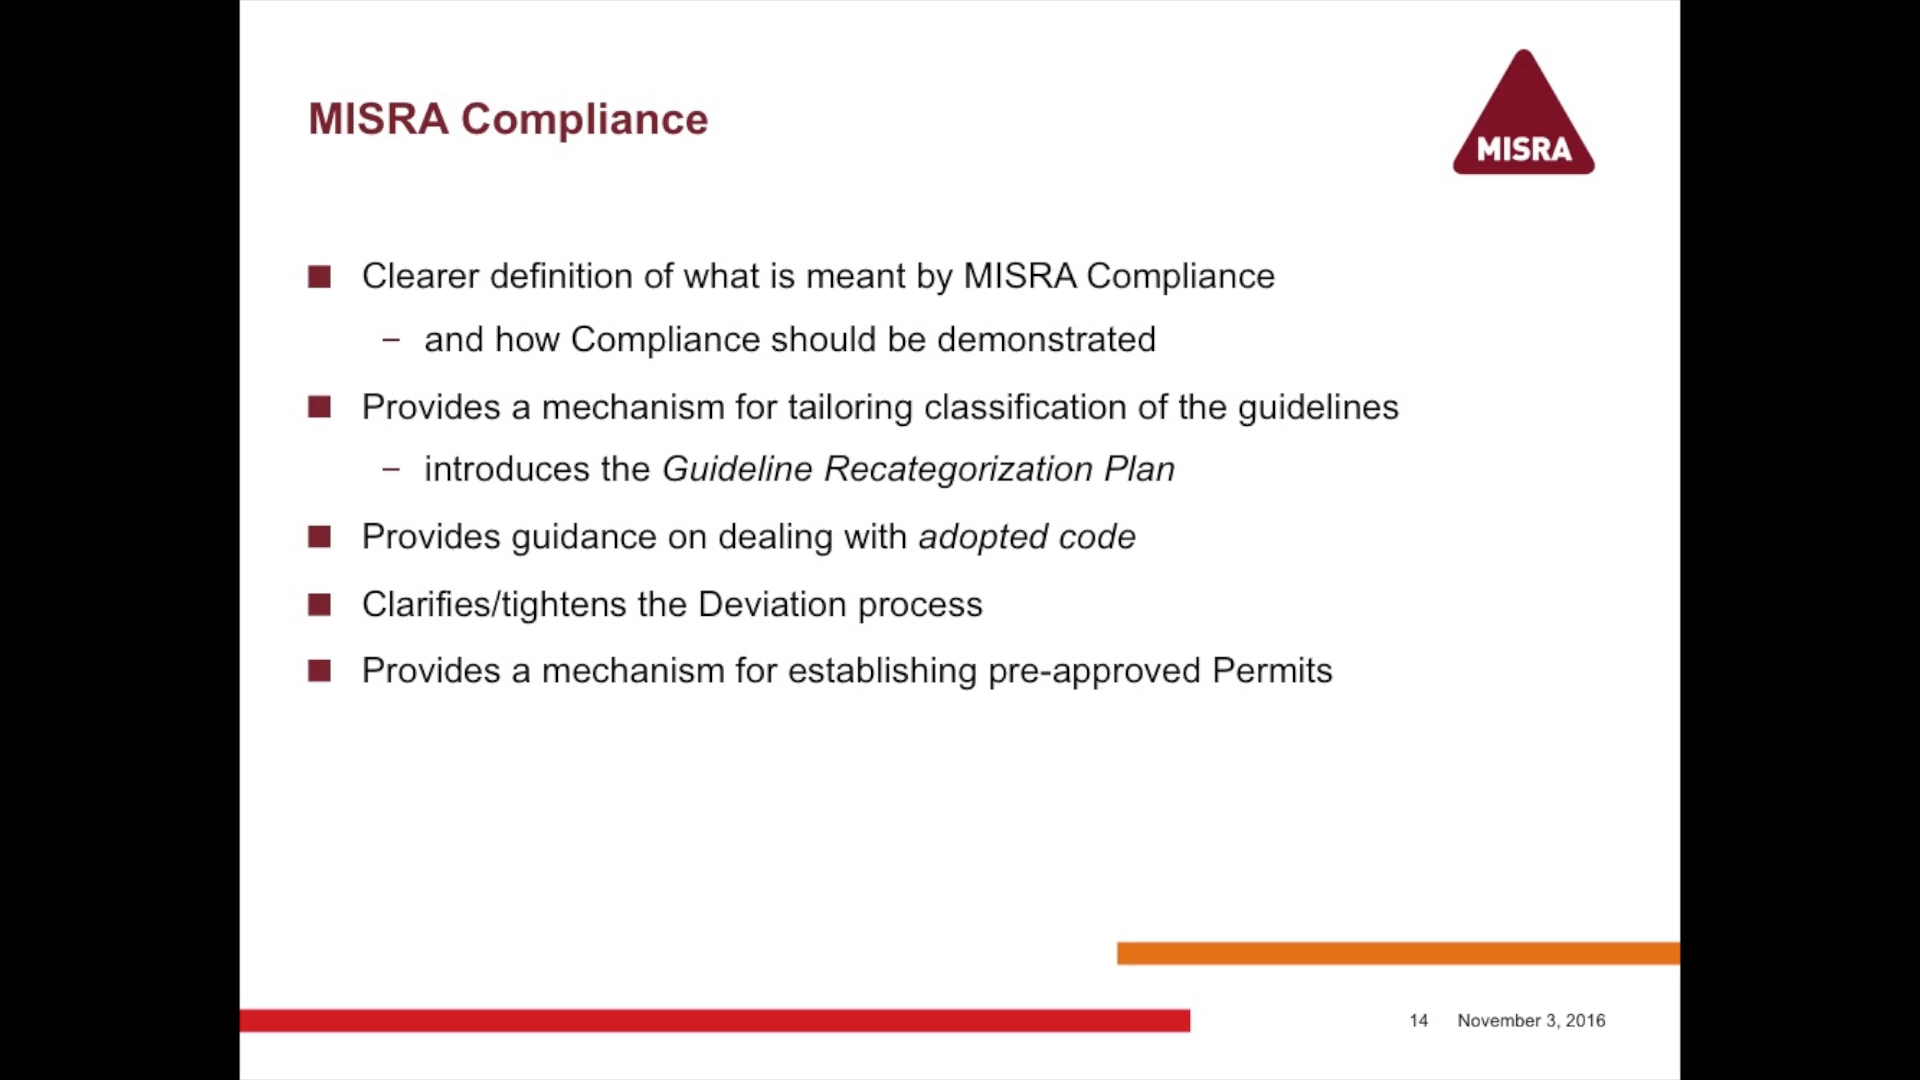 MISRA Compliance
MISRA
■ Clearer definition of what is meant by MISRA Compliance
– and how Compliance should be demonstrated
■ Provides a mechanism for tailoring classification of the guidelines
– introduces the Guideline Recategorization Plan
■ Provides guidance on dealing with adopted code
■ Clarifies/tightens the Deviation process
■ Provides a mechanism for establishing pre-approved Permits
14 November 3, 2016